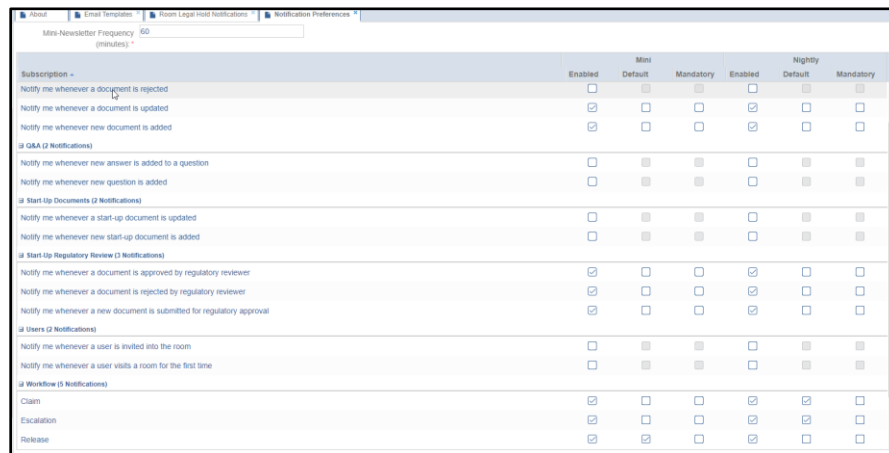 About Email Templates Room Legal Hold Notifications Notification Preferences
Mini-Newsletter Frequency 60
(minutes): *
Mini Nightly
Subscription Enabled Default Mandatory Enabled Default Mandatory
Notify me whenever a document is rejected
Notify me whenever a document is updated
Notify me whenever new document is added
Q&A (2 Notifications)
Notify me whenever new answer is added to a question
Notify me whenever new question is added
Start-Up Documents (2 Notifications)
Notify me whenever a start-up document is updated
Notify me whenever new start-up document is added
Start-Up Regulatory Review (3 Notifications)
Notify me whenever a document is approved by regulatory reviewer
Notify me whenever a document is rejected by regulatory reviewer
Notify me whenever a new document is submitted for regulatory approval
Users (2 Notifications)
Notify me whenever a user is invited into the room
Notify me whenever a user visits a room for the first time
Workflow (5 Notifications)
Claim
Escalation
Release